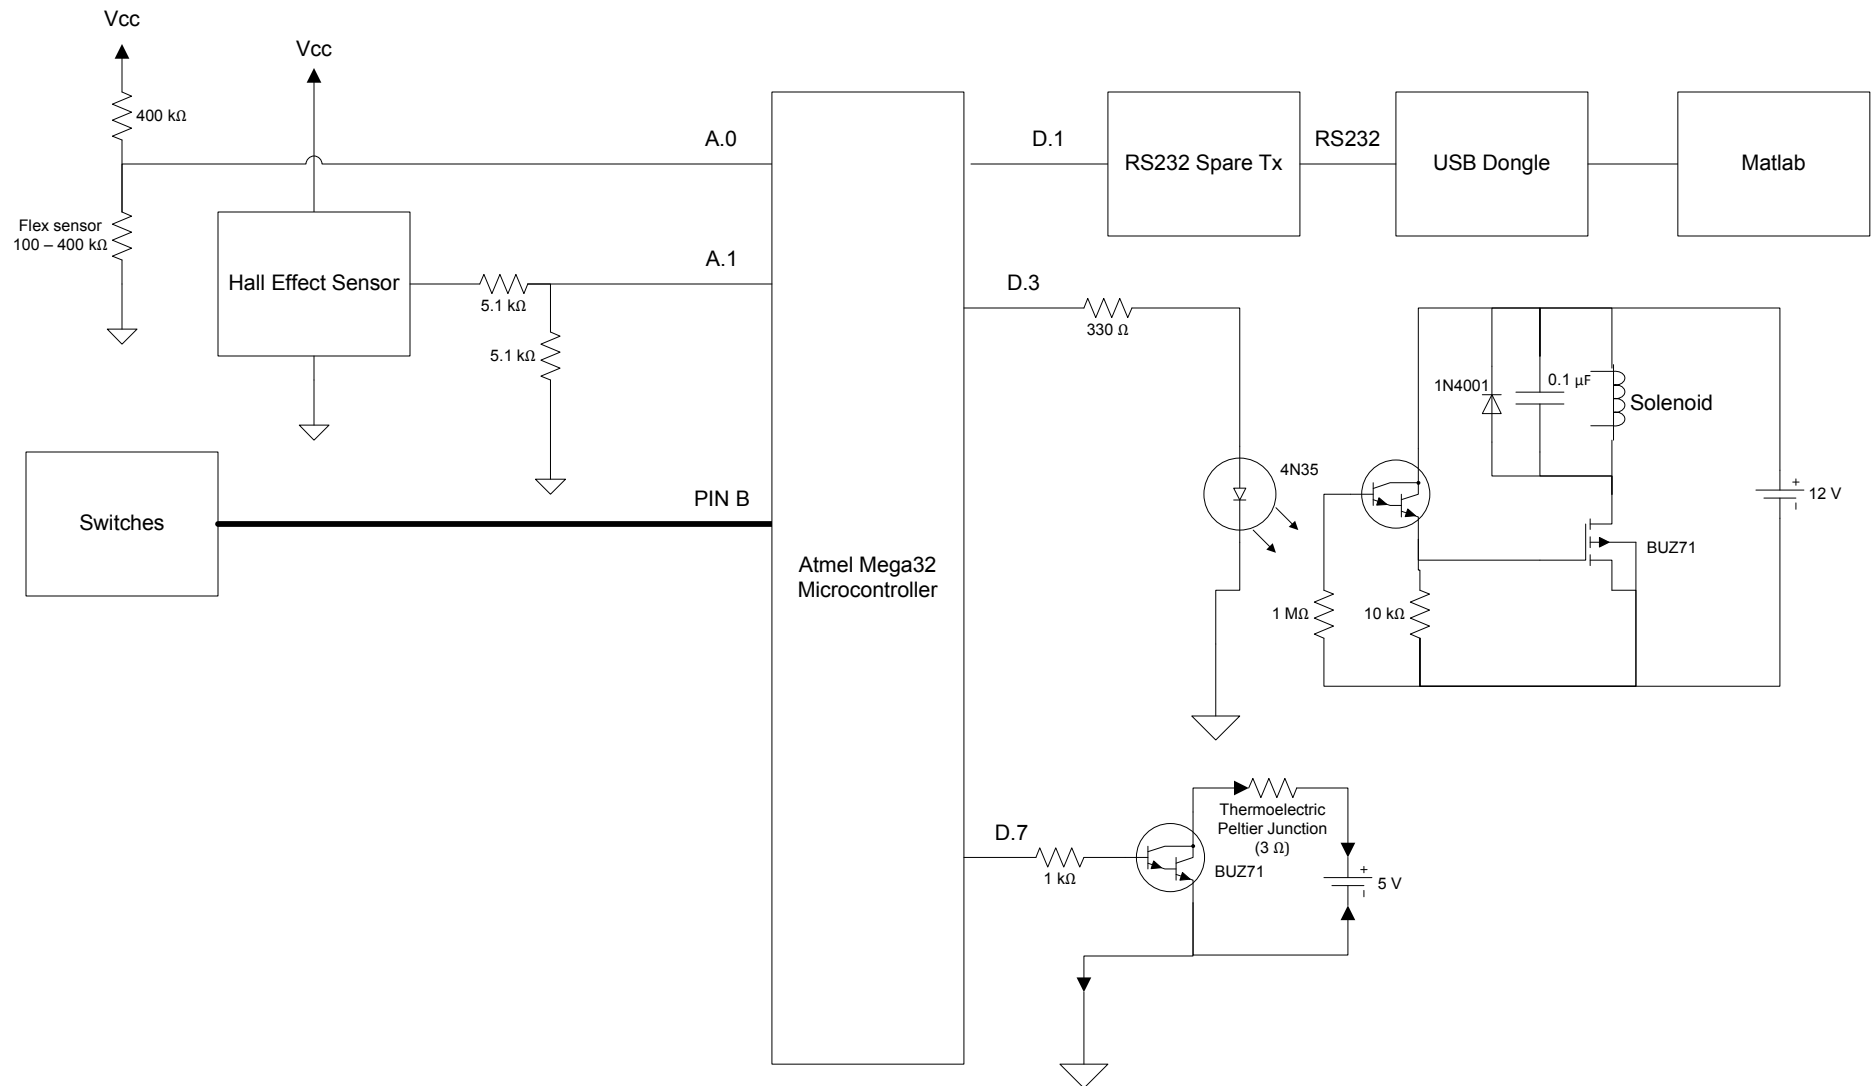 Vcc
Vcc
400 kΩ
A.0
D.1
RS232 Spare Tx
RS232
USB Dongle
Matlab
Flex sensor
100 – 400 kΩ
Hall Effect Sensor
5.1 kΩ
A.1
5.1 kΩ
D.3
330 Ω
1N4001
0.1 µF
Solenoid
4N35
+
12 V
–
Switches
PIN B
Atmel Mega32
Microcontroller
BUZ71
1 MΩ
10 kΩ
D.7
1 kΩ
Thermoelectric
Peltier Junction
(3 Ω)
BUZ71
+
5 V
–